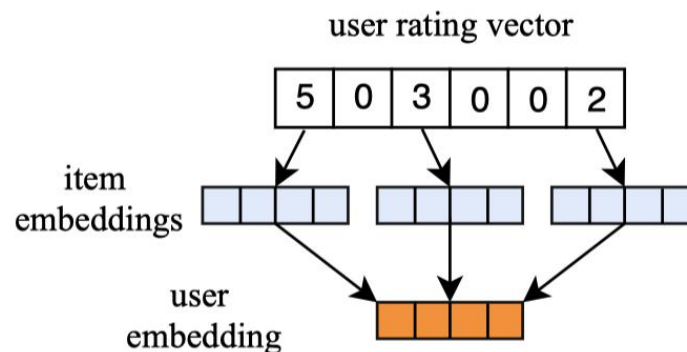 user rating vector
5 0 3 0 0 2
item
embeddings
user
embedding